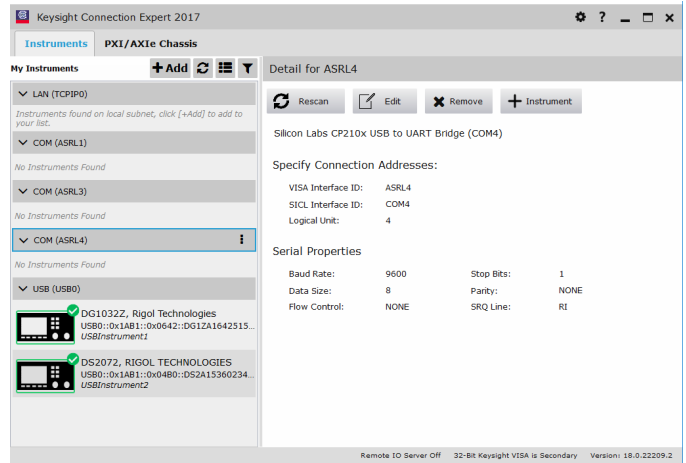 Keysight Connection Expert 2017
?
Instruments PXI/AXIe Chassis
My Instruments
Add
Detail for ASRL4
LAN (TCPIP0)
Instruments found on local subnet, click [+Add] to add to
your list.
COM (ASRL1)
No Instruments Found
COM (ASRL3)
No Instruments Found
COM (ASRL4)
No Instruments Found
USB (USB0)
DG1032Z, Rigol Technologies
USB0::0x1AB1::0x0642::DG1ZA1642515...
USBInstrument1
DS2072, RIGOL TECHNOLOGIES
USB0::0x1AB1::0x04B0::DS2A15360234...
USBInstrument2
Rescan Edit Remove Instrument
Silicon Labs CP210x USB to UART Bridge (COM4)
Specify Connection Addresses:
VISA Interface ID: ASRL4
SICL Interface ID: COM4
Logical Unit: 4
Serial Properties
Baud Rate: 9600 Stop Bits: 1
Data Size: 8 Parity: NONE
Flow Control: NONE SRQ Line: RI
Remote IO Server Off 32-Bit Keysight VISA is Secondary Version: 18.0.22209.2